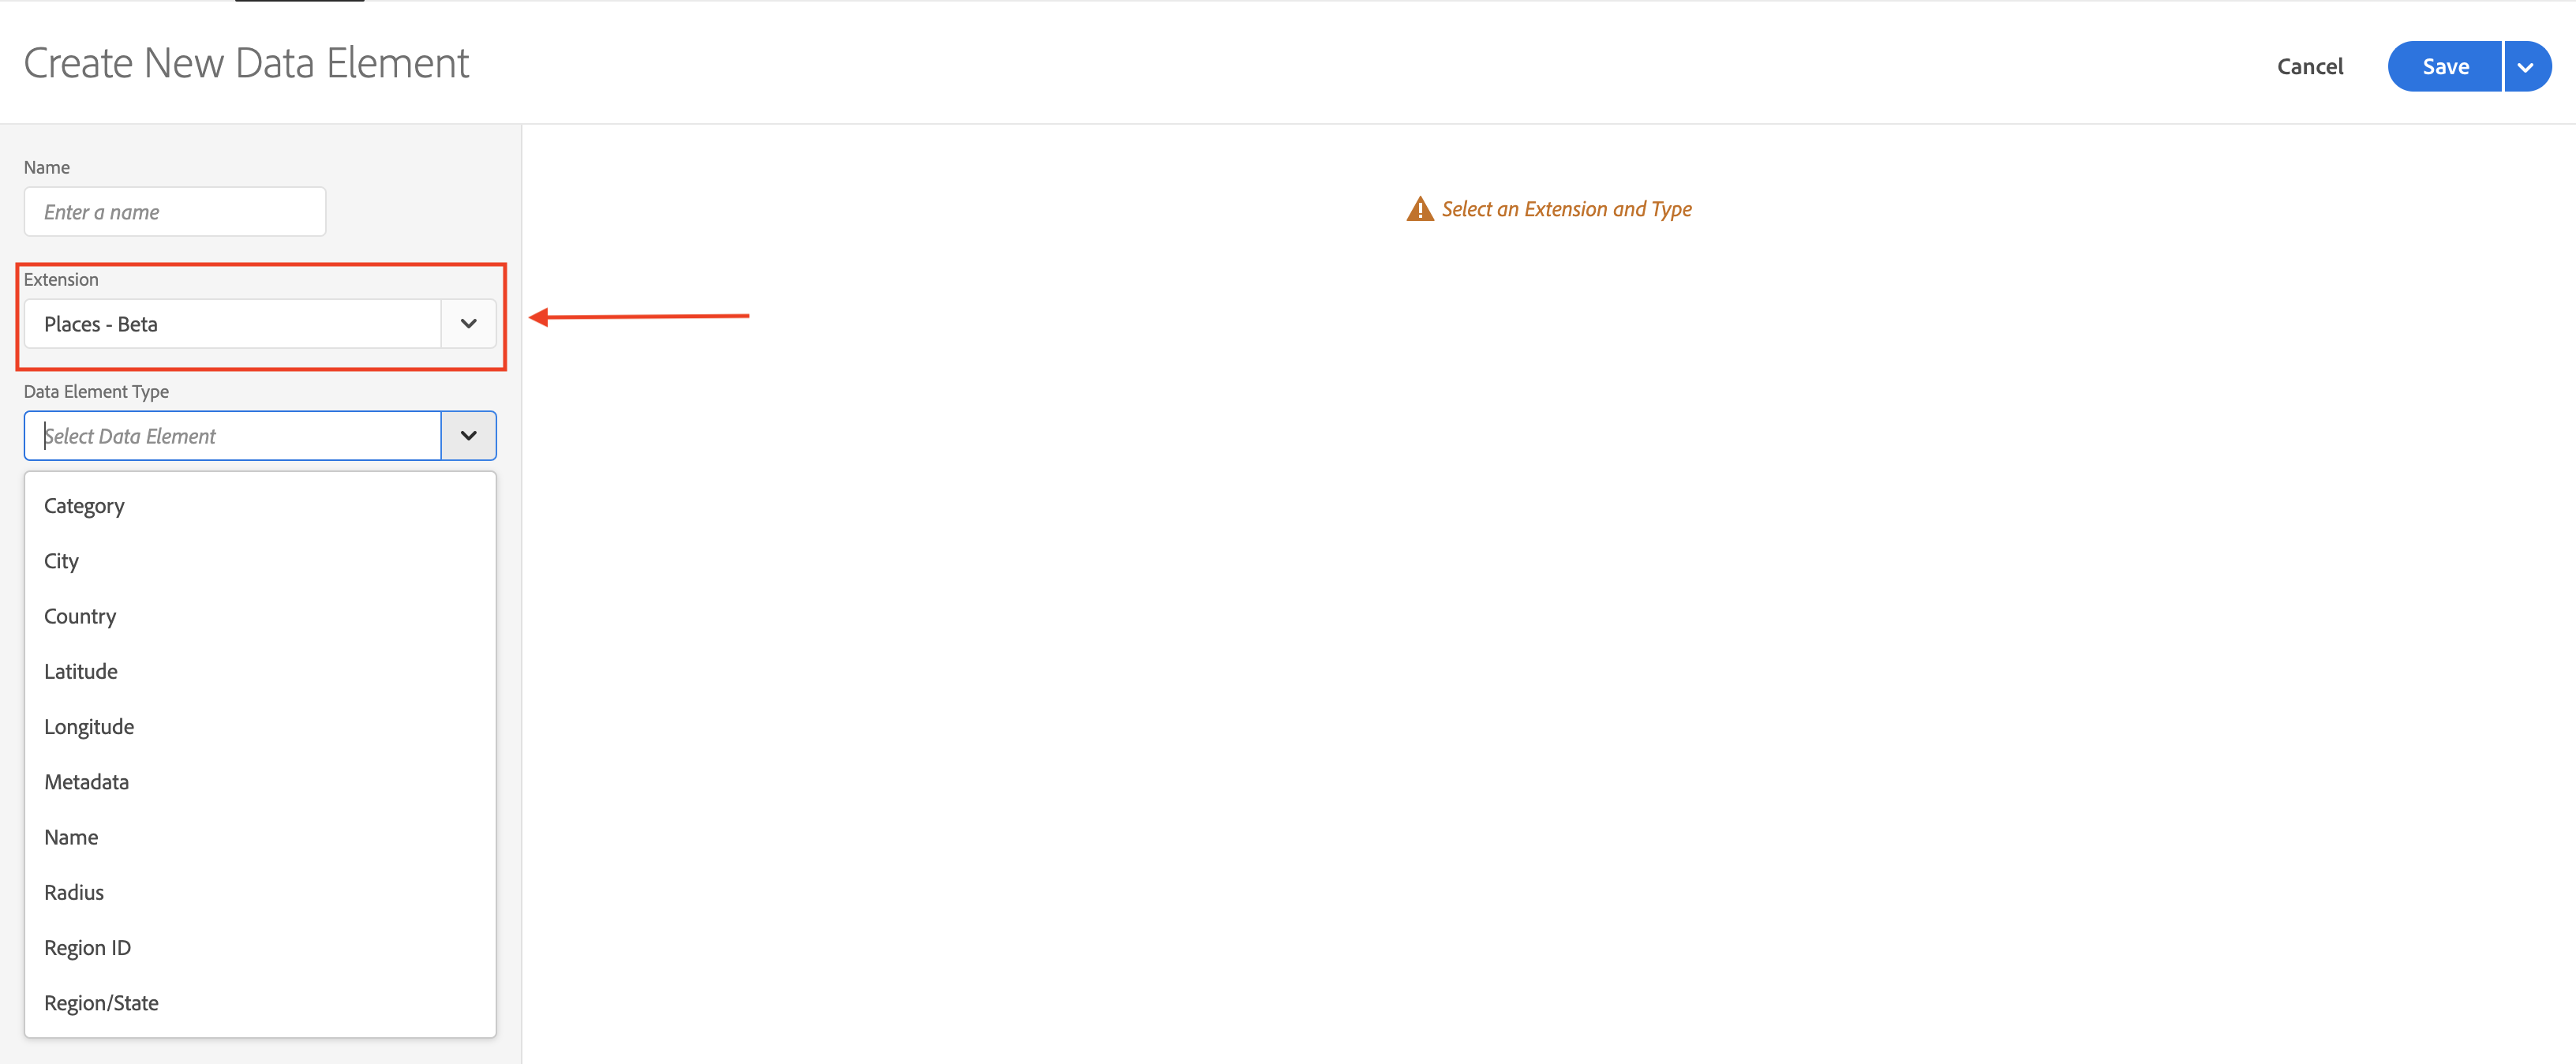 Create New Data Element
Cancel
Save
Name
Enter a name
Select an Extension and Type
Extension
Places - Beta
Data Element Type
Select Data Element
Category
City
Country
Latitude
Longitude
Metadata
Name
Radius
Region ID
Region/State